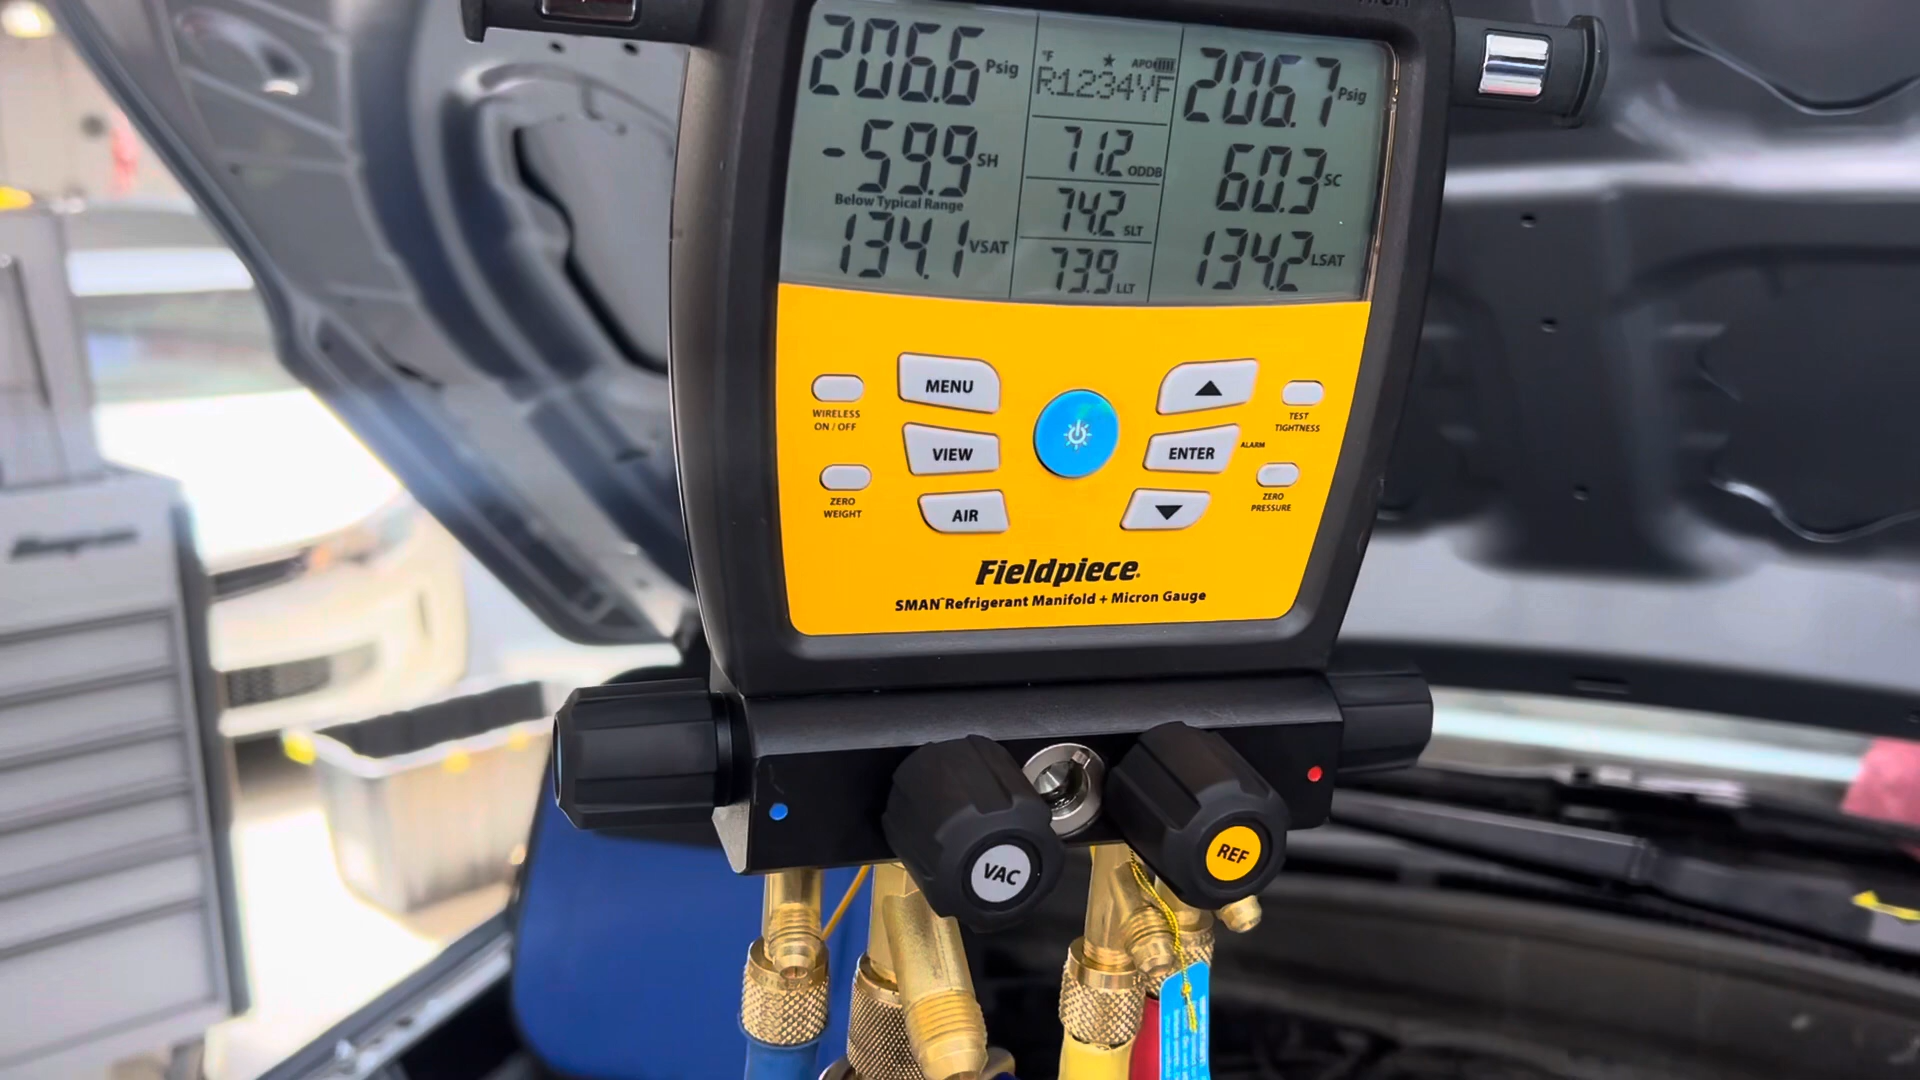 206.6 Psig
-59.9 SH
Below Typical Range
134.1 VSAT
°F APO
R1234YF
71.2 ODDB
74.2 SLT
73.9 LLT
206.7 Psig
60.3 SC
134.2 LSAT
WIRELESS
ON / OFF
MENU
VIEW
AIR
ZERO
WEIGHT
ENTER
ALARM
TEST
TIGHTNESS
ZERO
PRESSURE
Fieldpiece
SMAN™ Refrigerant Manifold + Micron Gauge
VAC
REF